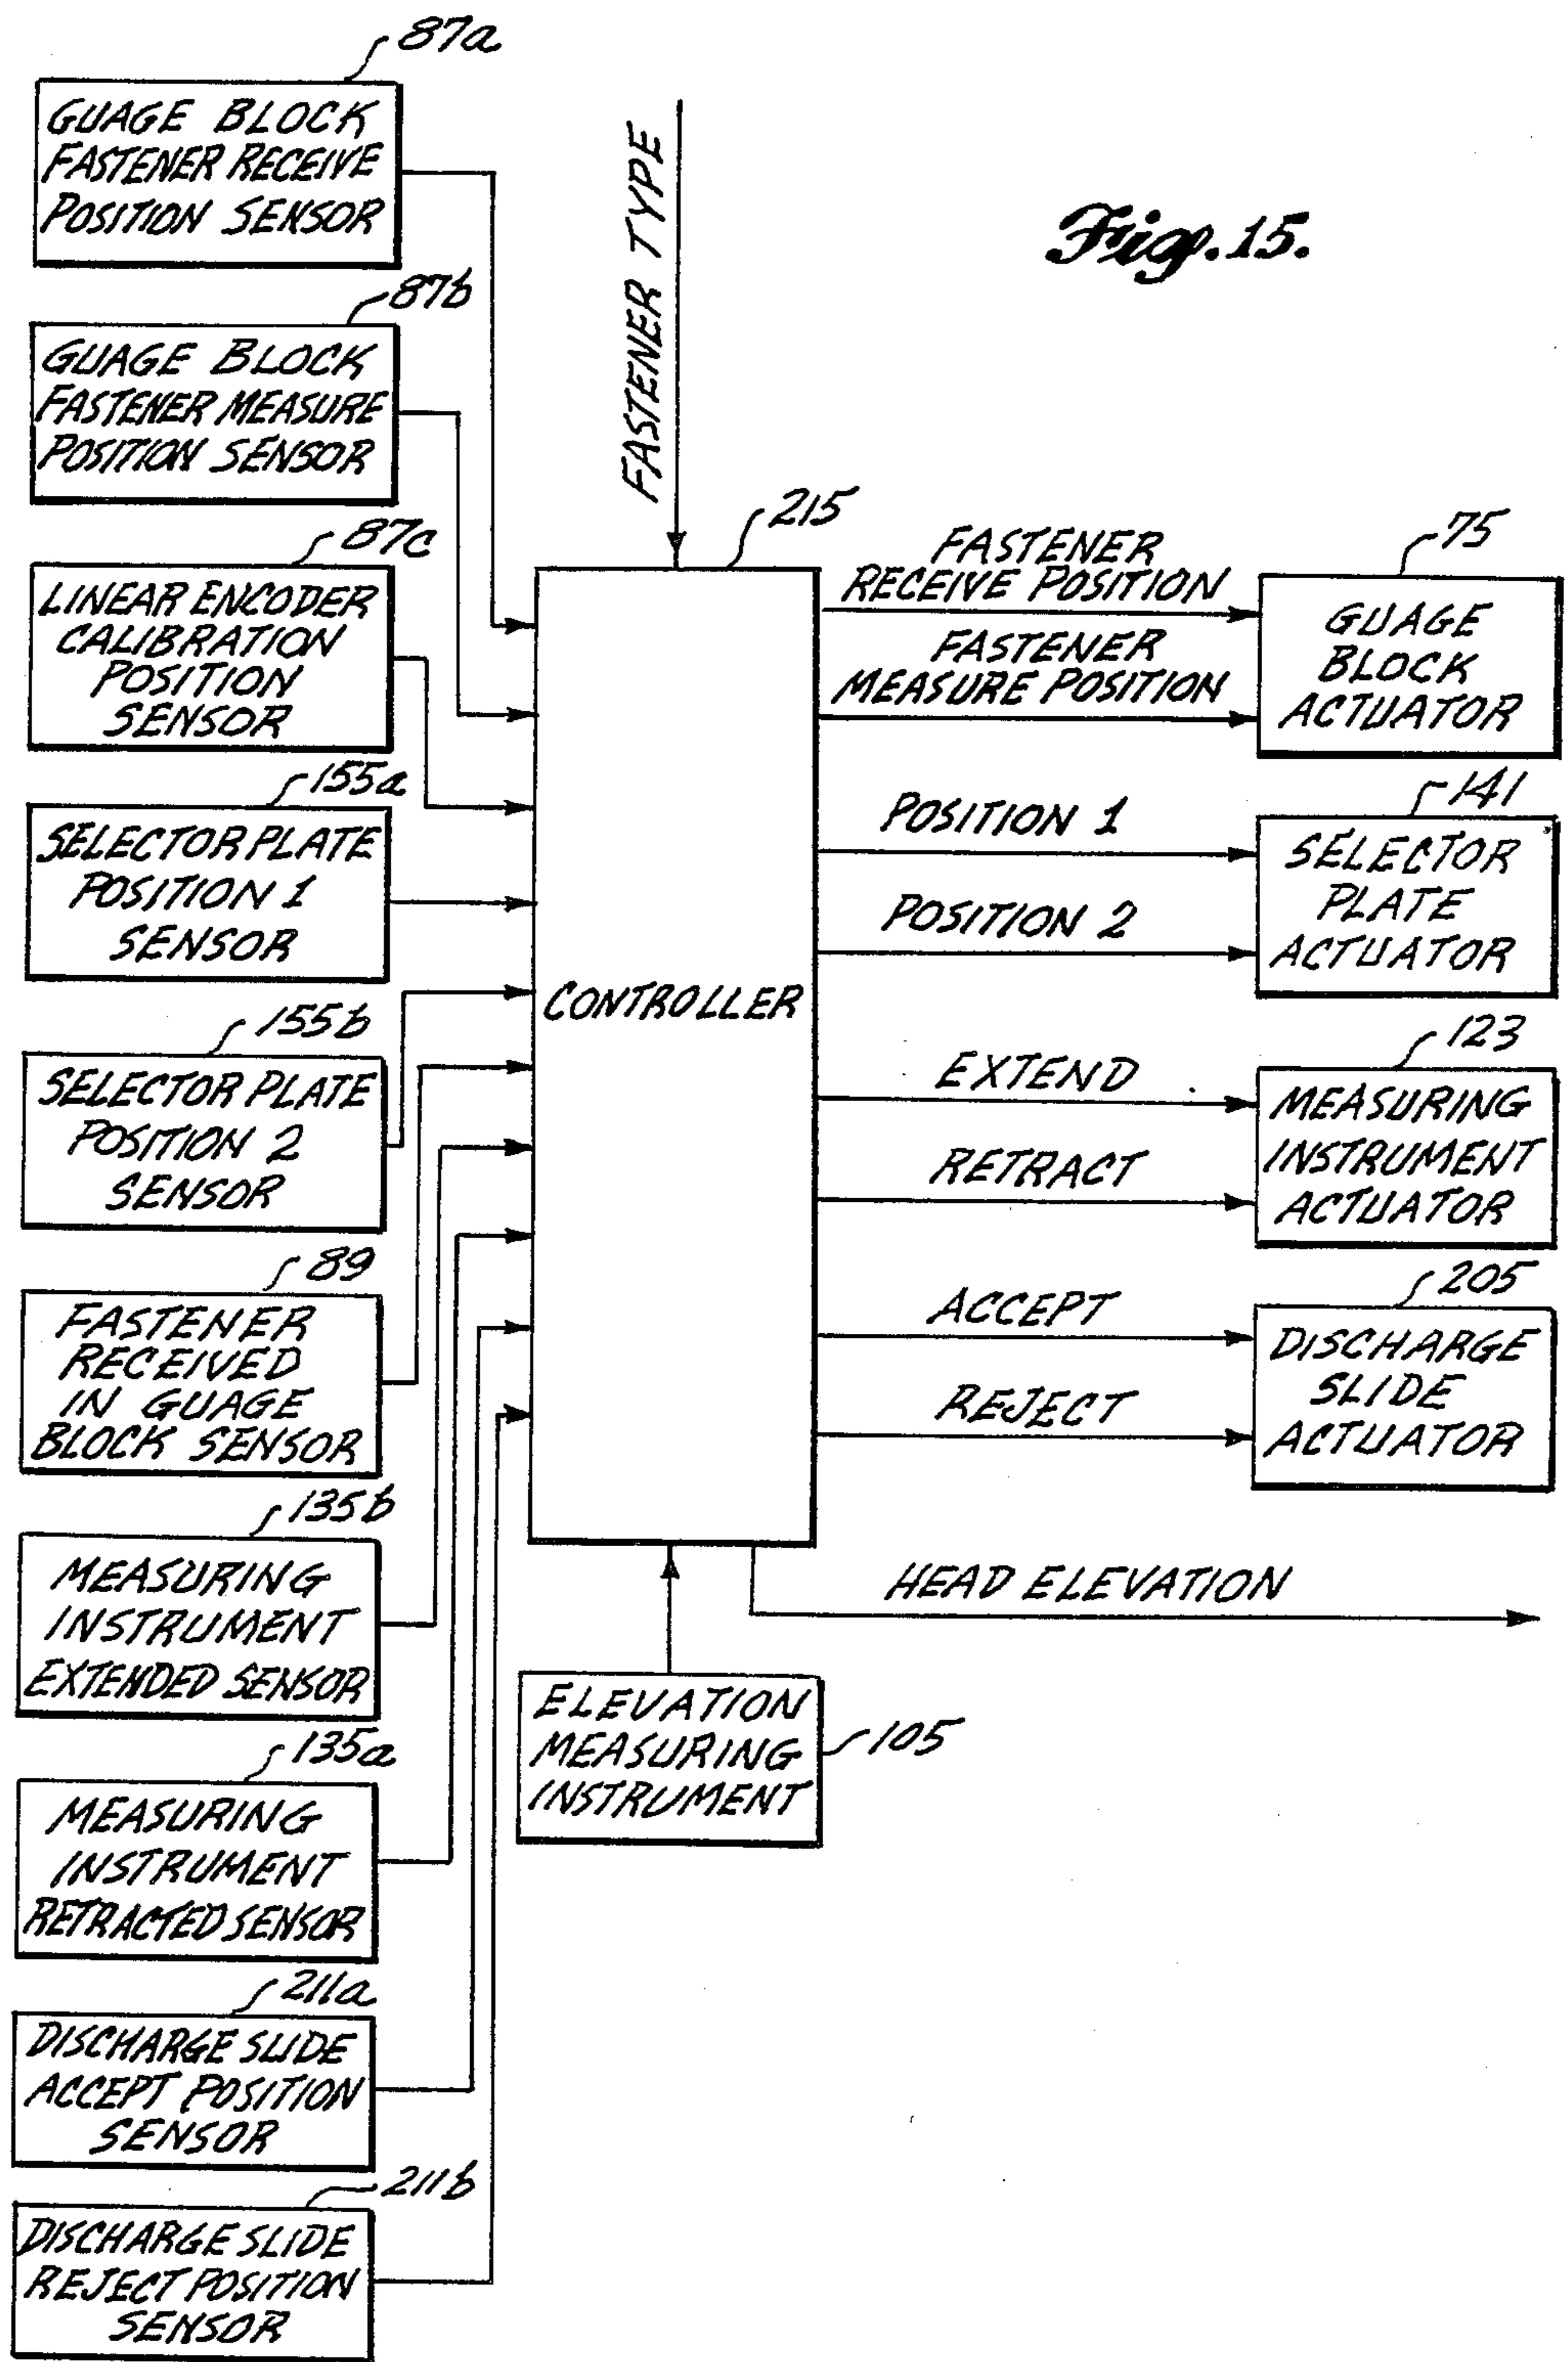 87a
GUAGE BLOCK
FASTENER RECEIVE
POSITION SENSOR
87b
GUAGE BLOCK
FASTENER MEASURE
POSITION SENSOR
87c
LINEAR ENCODER
CALIBRATION
POSITION
SENSOR
155a
SELECTOR PLATE
POSITION 1
SENSOR
155b
SELECTOR PLATE
POSITION 2
SENSOR
89
FASTENER
RECEIVED
IN GUAGE
BLOCK SENSOR
135b
MEASURING
INSTRUMENT
EXTENDED SENSOR
135a
MEASURING
INSTRUMENT
RETRACTED SENSOR
211a
DISCHARGE SLIDE
ACCEPT POSITION
SENSOR
211b
DISCHARGE SLIDE
REJECT POSITION
SENSOR
FASTENER TYPE
Fig. 15.
215
CONTROLLER
FASTENER
RECEIVE POSITION
FASTENER
MEASURE POSITION
75
GUAGE
BLOCK
ACTUATOR
POSITION 1
POSITION 2
141
SELECTOR
PLATE
ACTUATOR
EXTEND
RETRACT
123
MEASURING
INSTRUMENT
ACTUATOR
ACCEPT
REJECT
205
DISCHARGE
SLIDE
ACTUATOR
HEAD ELEVATION
ELEVATION
MEASURING
INSTRUMENT
105